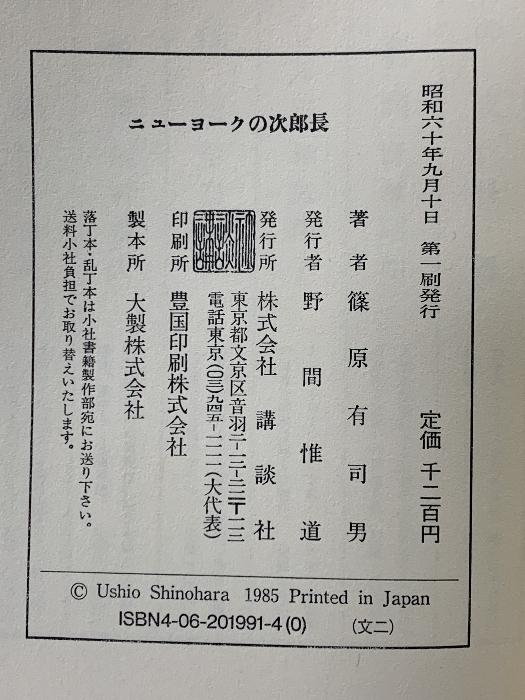 昭和六十年九月十日　第一刷発行
定価　千二百円
ニューヨークの次郎長
著者　篠原有司男
発行者　野間惟道
発行所　株式会社　講談社
東京都文京区音羽二-一二-二一〒一一二
電話東京(〇三)九四五-一一一一(大代表)
印刷所　豊国印刷株式会社
製本所　大製株式会社
落丁本・乱丁本は小社書籍製作部宛にお送り下さい。
送料小社負担でお取り替えいたします。
© Ushio Shinohara 1985 Printed in Japan
ISBN4-06-201991-4(0)　(文二)